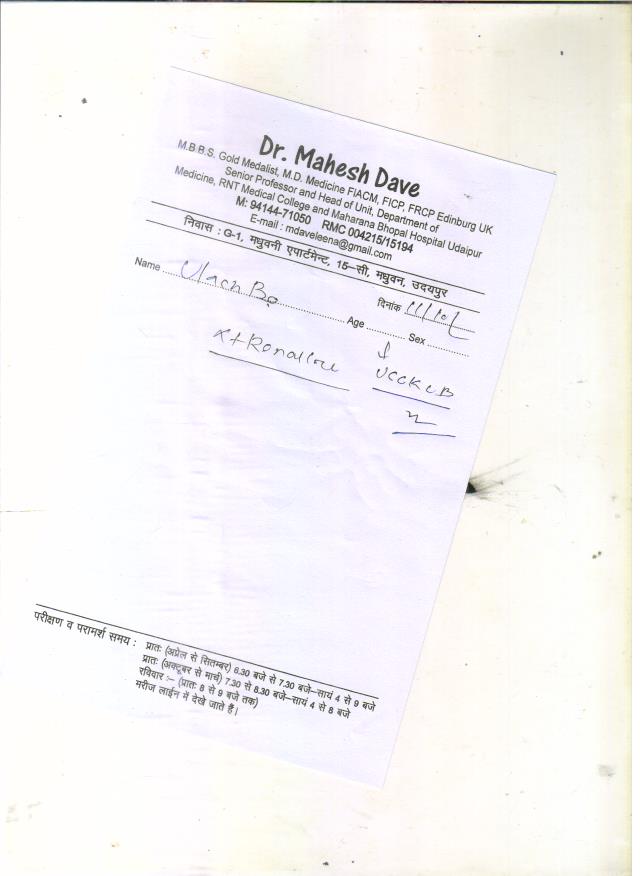 Dr. Mahesh Dave
M.B.B.S. Gold Medalist, M.D. Medicine FIACM, FICP, FRCP Edinburg UK
Senior Professor and Head of Unit, Department of
Medicine, RNT Medical College and Maharana Bhopal Hospital Udaipur
M: 94144-71050 RMC 004215/15194
E-mail : mdaveleena@gmail.com
निवास : G-1, मधुवनी एपार्टमेन्ट, 15–सी, मधुवन, उदयपुर
दिनांक
Name Age Sex
परीक्षण व परामर्श समय : प्रातः (अप्रेल से सितम्बर) 6.30 बजे से 7.30 बजे–सायं 4 से 9 बजे
प्रातः (अक्टूबर से मार्च) 7.30 से 8.30 बजे–सायं 4 से 8 बजे
रविवार :– (प्रातः 8 से 9 बजे तक)
मरीज लाईन में देखे जाते हैं।